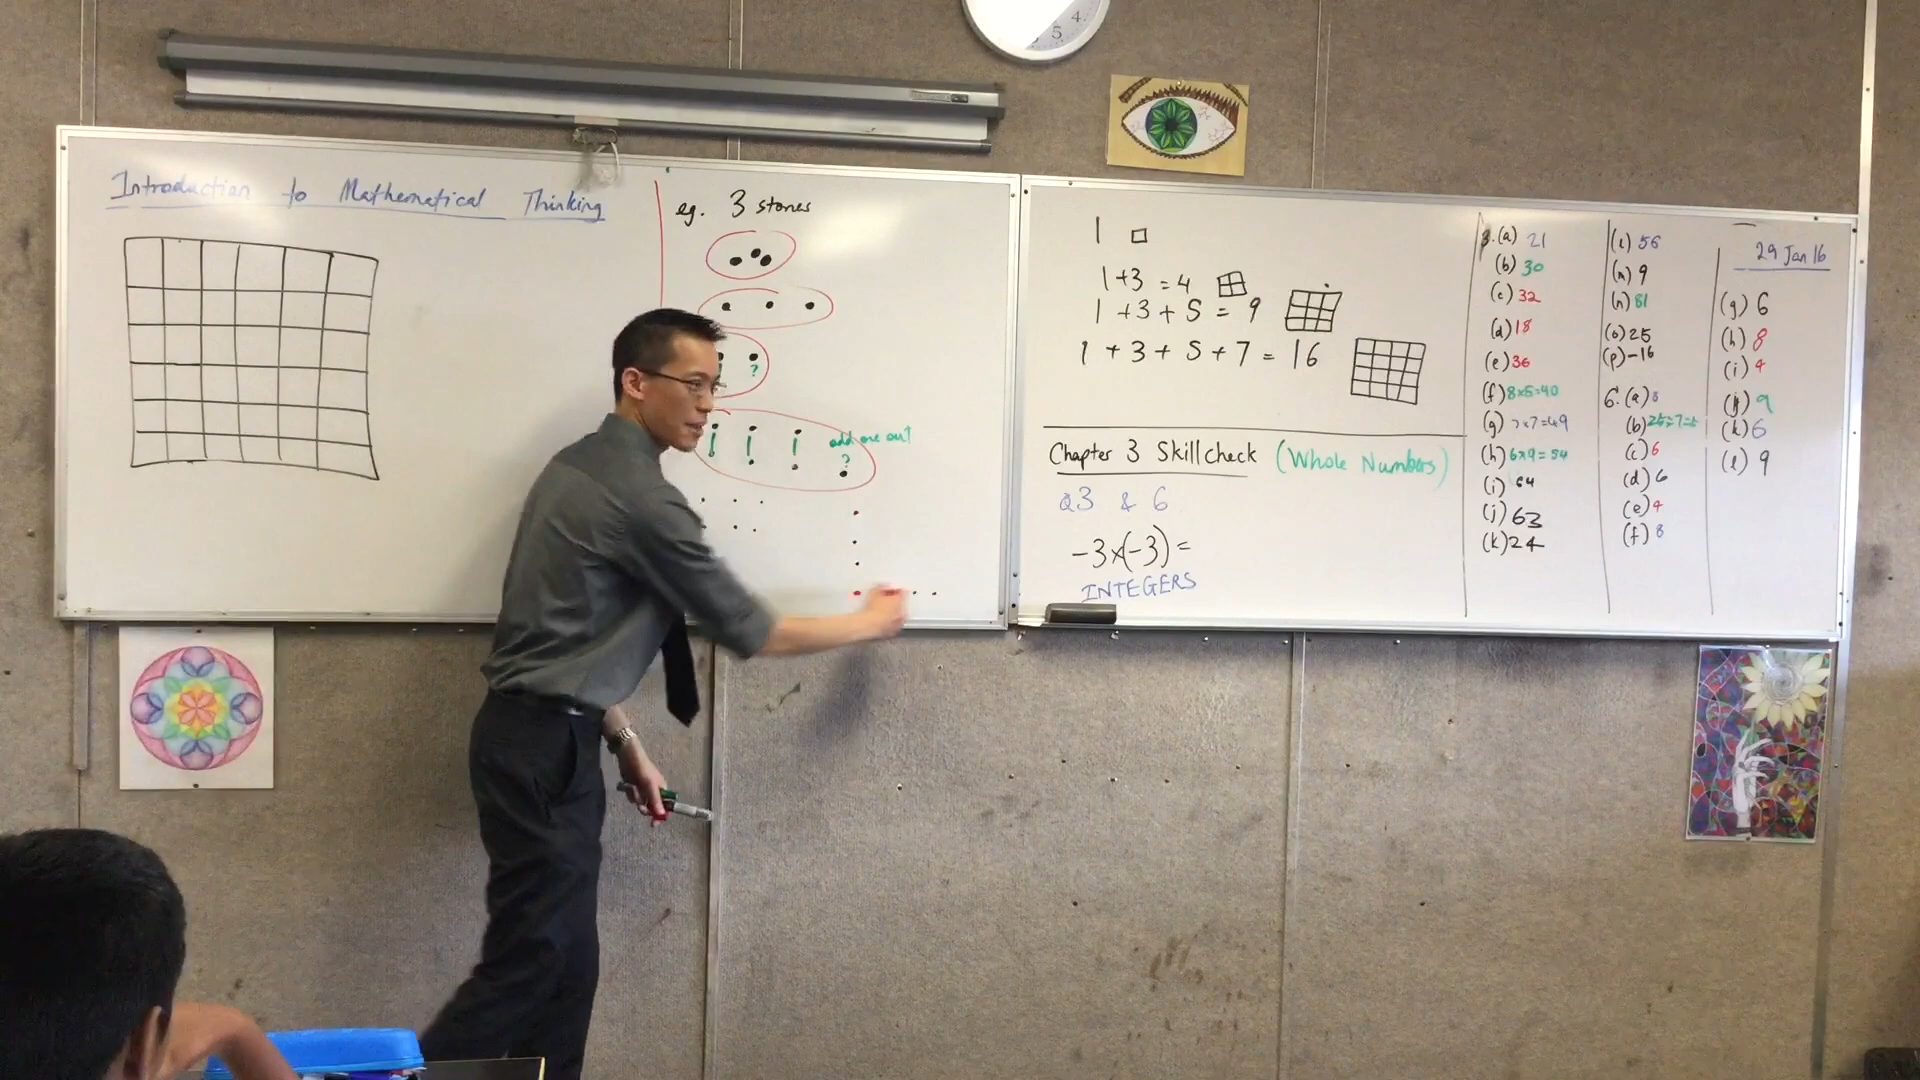 Introduction to Mathematical Thinking
eg. 3 stones
?
add one out
?
1
1+3 = 4
1+3+5 = 9
1+3+5+7 = 16
Chapter 3 Skillcheck (Whole Numbers)
Q3 & 6
-3×(-3) =
INTEGERS
3. (a) 21
(b) 30
(c) 32
(d) 18
(e) 36
(f) 8×5=40
(g) 7×7=49
(h) 6×9=54
(i) 64
(j) 63
(k) 24
(l) 56
(m) 9
(n) 81
(o) 25
(p) -16
6. (a) 8
(c) 6
(d) 6
(e) 4
(f) 8
29 Jan 16
(g) 6
(h) 8
(i) 4
(j) 9
(k) 6
(l) 9
4
5